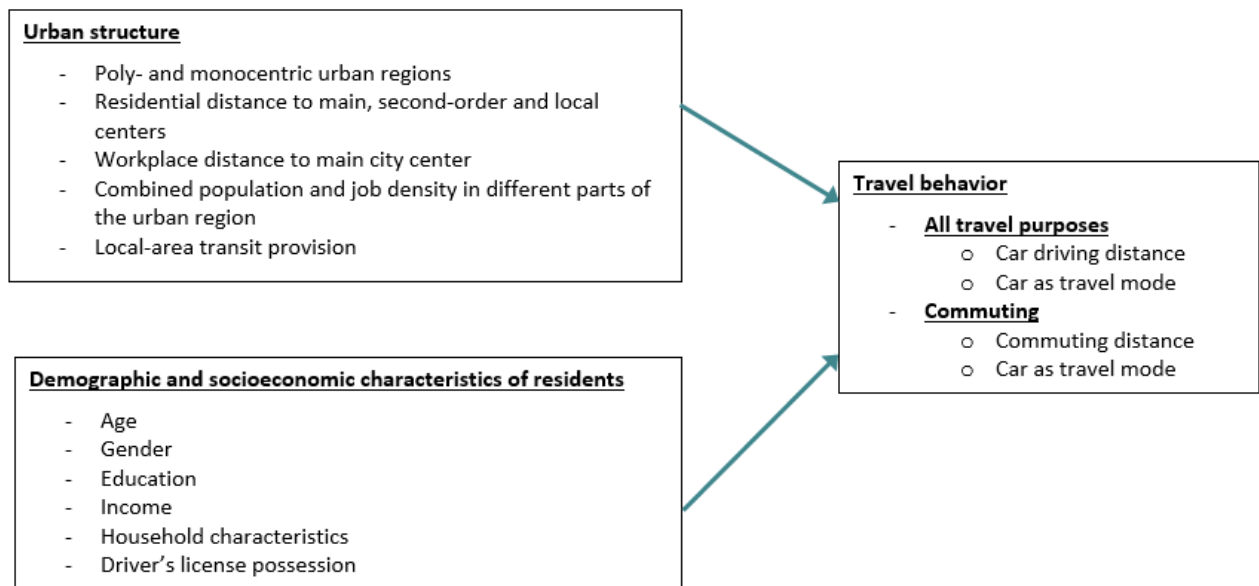 Urban structure
- Poly- and monocentric urban regions
- Residential distance to main, second-order and local
centers
- Workplace distance to main city center
- Combined population and job density in different parts of
the urban region
- Local-area transit provision
Demographic and socioeconomic characteristics of residents
- Age
- Gender
- Education
- Income
- Household characteristics
- Driver’s license possession
Travel behavior
- All travel purposes
o Car driving distance
o Car as travel mode
- Commuting
o Commuting distance
o Car as travel mode